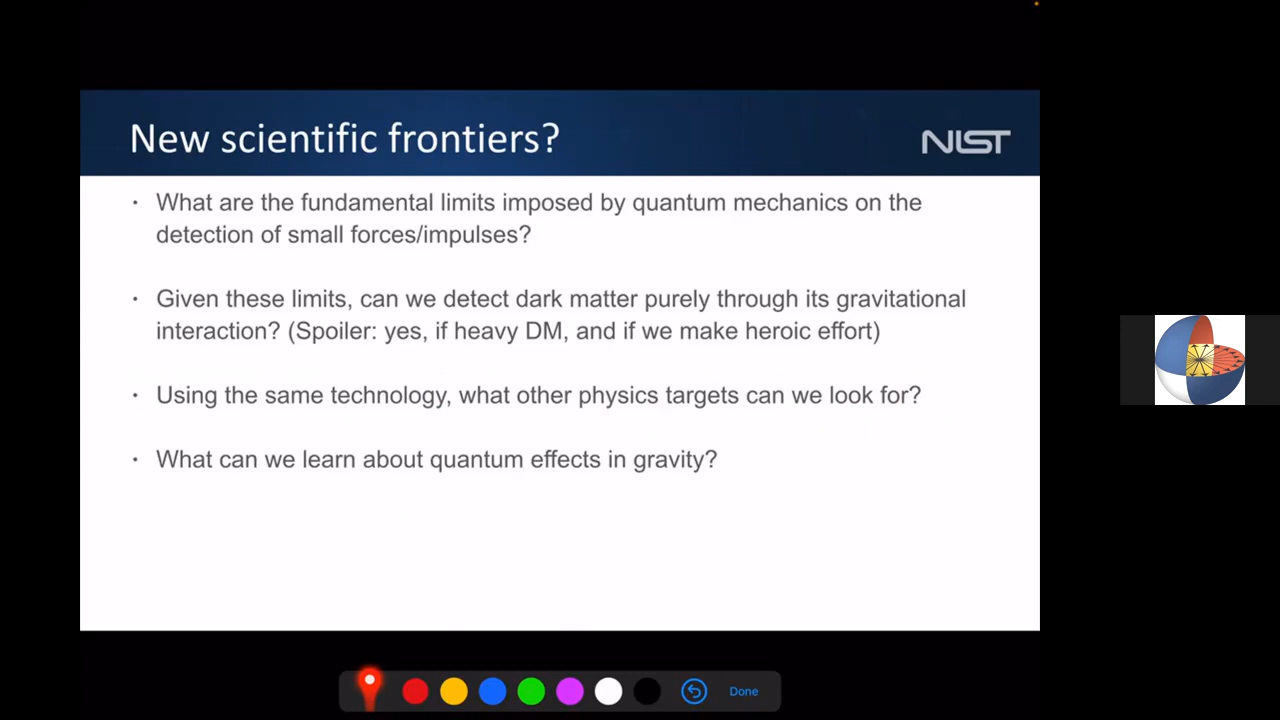 New scientific frontiers?
NIST
· What are the fundamental limits imposed by quantum mechanics on the
detection of small forces/impulses?
· Given these limits, can we detect dark matter purely through its gravitational
interaction? (Spoiler: yes, if heavy DM, and if we make heroic effort)
· Using the same technology, what other physics targets can we look for?
· What can we learn about quantum effects in gravity?
Done